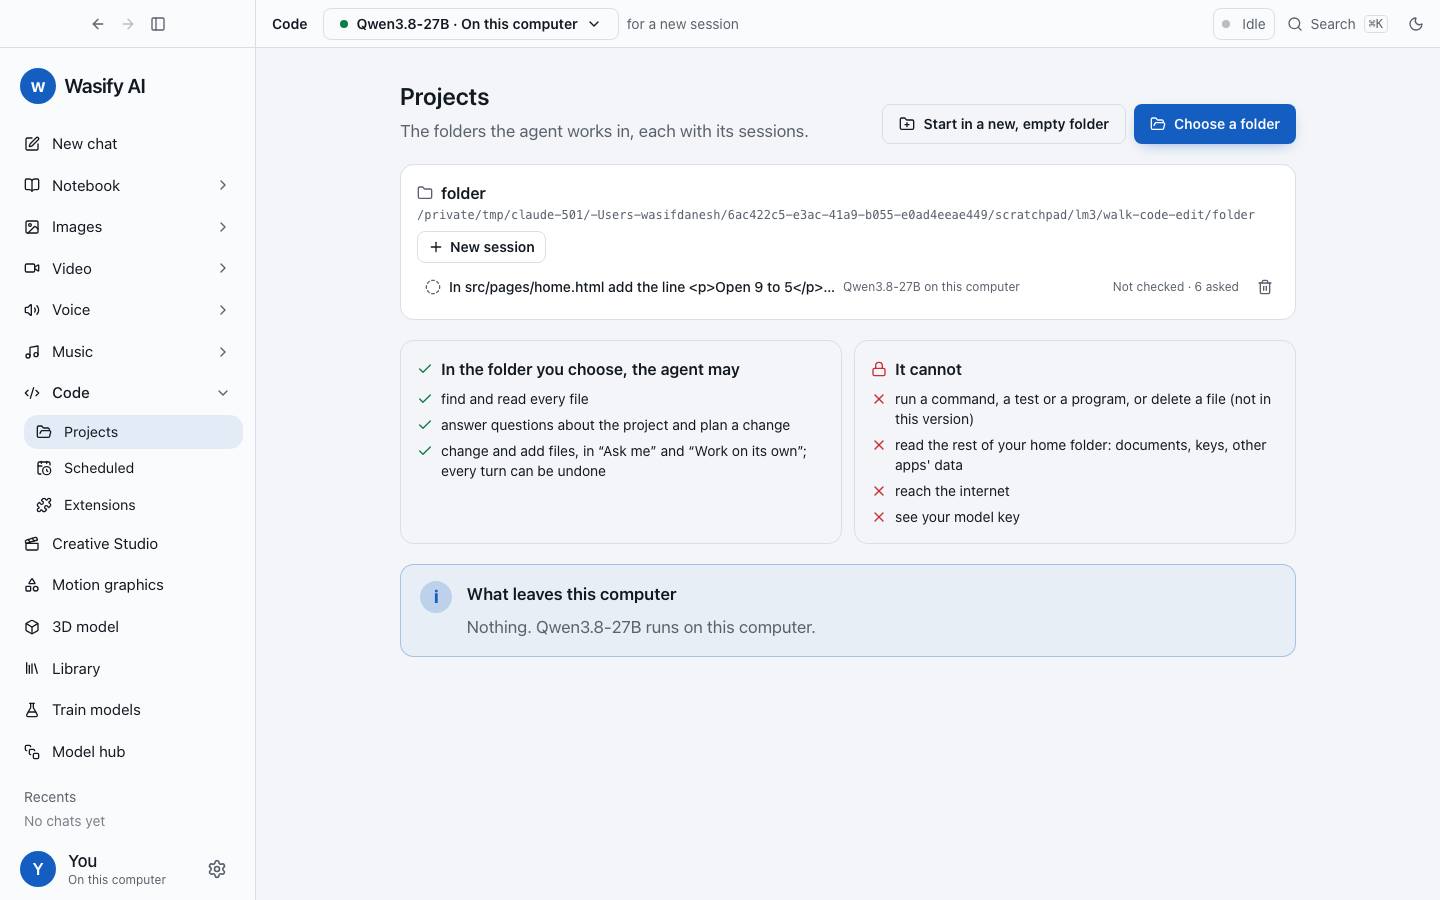 Code
Qwen3.8-27B · On this computer
for a new session
Idle
Search
⌘K
W
Wasify AI
New chat
Notebook
Images
Video
Voice
Music
Code
Projects
Scheduled
Extensions
Creative Studio
Motion graphics
3D model
Library
Train models
Model hub
Recents
No chats yet
Y
You
On this computer
Projects
The folders the agent works in, each with its sessions.
Start in a new, empty folder
Choose a folder
folder
/private/tmp/claude-501/-Users-wasifdanesh/6ac422c5-e3ac-41a9-b055-e0ad4eeae449/scratchpad/lm3/walk-code-edit/folder
New session
In src/pages/home.html add the line <p>Open 9 to 5</p>...
Qwen3.8-27B on this computer
Not checked · 6 asked
In the folder you choose, the agent may
find and read every file
answer questions about the project and plan a change
change and add files, in “Ask me” and “Work on its own”;
every turn can be undone
It cannot
run a command, a test or a program, or delete a file (not in
this version)
read the rest of your home folder: documents, keys, other
apps' data
reach the internet
see your model key
i
What leaves this computer
Nothing. Qwen3.8-27B runs on this computer.